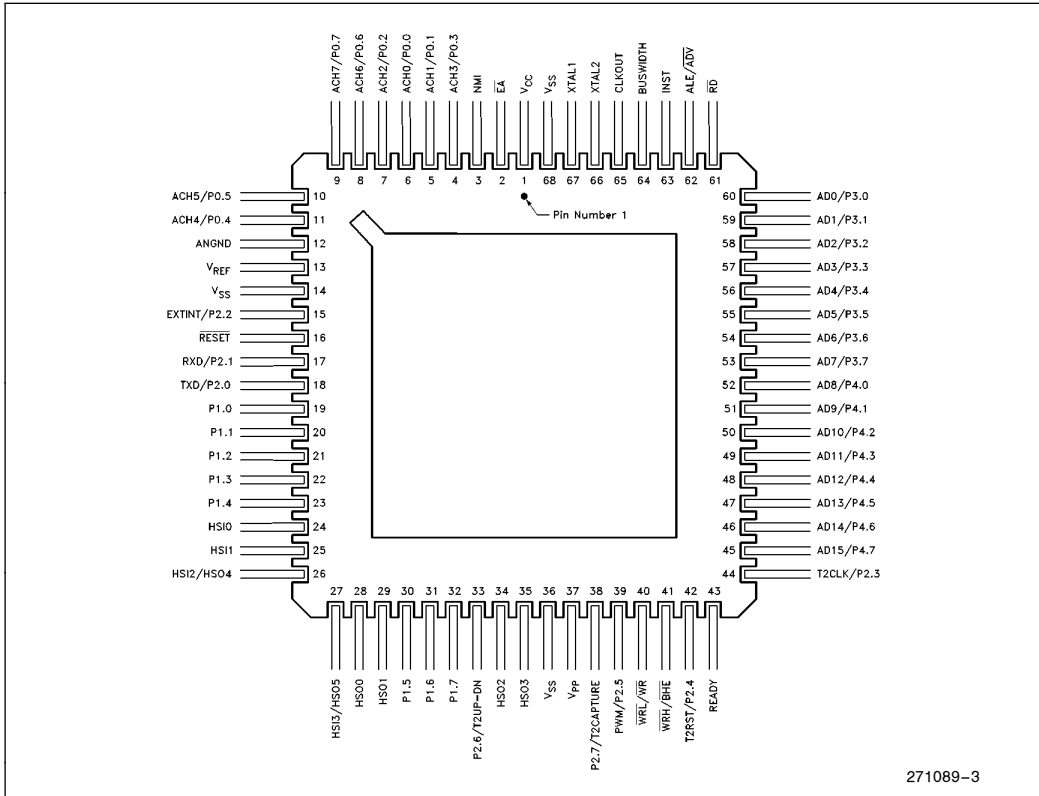 ACH7/P0.7
ACH6/P0.6
ACH2/P0.2
ACH0/P0.0
ACH1/P0.1
ACH3/P0.3
NMI
EA
VCC
VSS
XTAL1
XTAL2
CLKOUT
BUSWIDTH
INST
ALE/ADV
RD
9 8 7 6 5 4 3 2 1 68 67 66 65 64 63 62 61
Pin Number 1
ACH5/P0.5 10
ACH4/P0.4 11
ANGND 12
VREF 13
VSS 14
EXTINT/P2.2 15
RESET 16
RXD/P2.1 17
TXD/P2.0 18
P1.0 19
P1.1 20
P1.2 21
P1.3 22
P1.4 23
HSI0 24
HSI1 25
HSI2/HSO4 26
60 AD0/P3.0
59 AD1/P3.1
58 AD2/P3.2
57 AD3/P3.3
56 AD4/P3.4
55 AD5/P3.5
54 AD6/P3.6
53 AD7/P3.7
52 AD8/P4.0
51 AD9/P4.1
50 AD10/P4.2
49 AD11/P4.3
48 AD12/P4.4
47 AD13/P4.5
46 AD14/P4.6
45 AD15/P4.7
44 T2CLK/P2.3
27 28 29 30 31 32 33 34 35 36 37 38 39 40 41 42 43
HSI3/HSO5
HSO0
HSO1
P1.5
P1.6
P1.7
P2.6/T2UP-DN
HSO2
HSO3
VSS
VPP
P2.7/T2CAPTURE
PWM/P2.5
WRL/WR
WRH/BHE
T2RST/P2.4
READY
271089-3